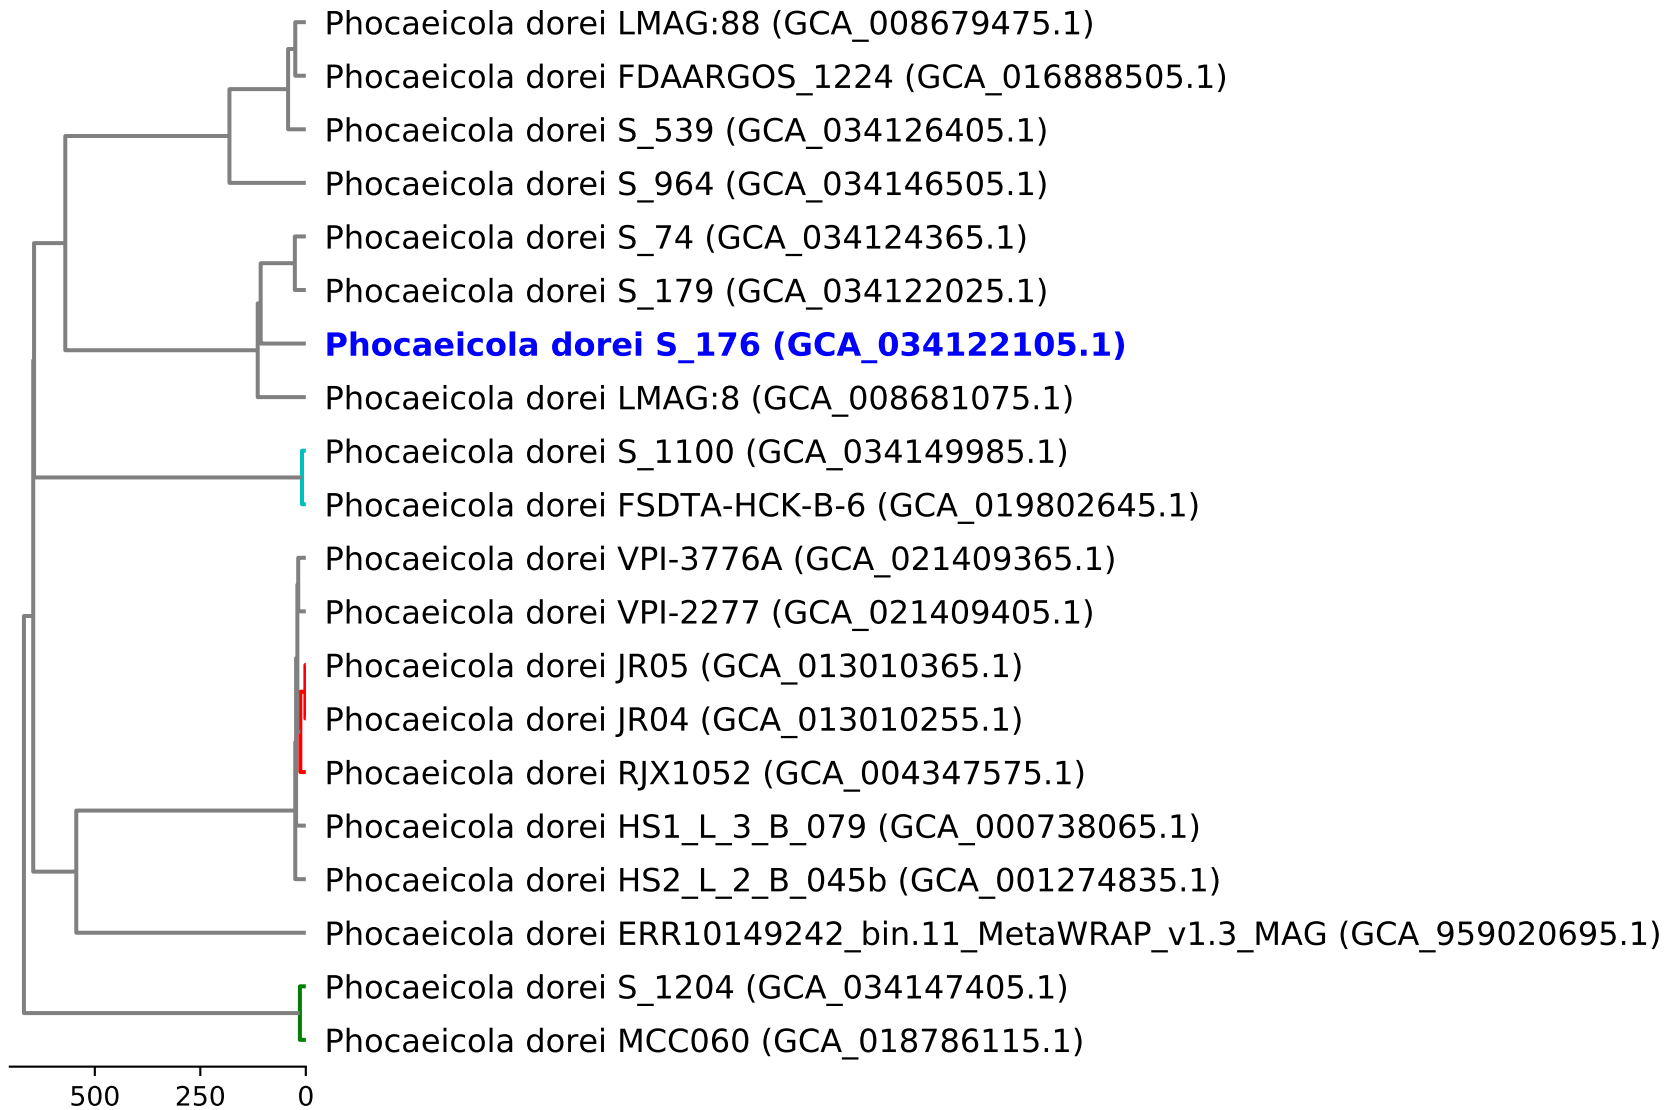 Phocaeicola dorei LMAG:88 (GCA_008679475.1)
Phocaeicola dorei FDAARGOS_1224 (GCA_016888505.1)
Phocaeicola dorei S_539 (GCA_034126405.1)
Phocaeicola dorei S_964 (GCA_034146505.1)
Phocaeicola dorei S_74 (GCA_034124365.1)
Phocaeicola dorei S_179 (GCA_034122025.1)
Phocaeicola dorei S_176 (GCA_034122105.1)
Phocaeicola dorei LMAG:8 (GCA_008681075.1)
Phocaeicola dorei S_1100 (GCA_034149985.1)
Phocaeicola dorei FSDTA-HCK-B-6 (GCA_019802645.1)
Phocaeicola dorei VPI-3776A (GCA_021409365.1)
Phocaeicola dorei VPI-2277 (GCA_021409405.1)
Phocaeicola dorei JR05 (GCA_013010365.1)
Phocaeicola dorei JR04 (GCA_013010255.1)
Phocaeicola dorei RJX1052 (GCA_004347575.1)
Phocaeicola dorei HS1_L_3_B_079 (GCA_000738065.1)
Phocaeicola dorei HS2_L_2_B_045b (GCA_001274835.1)
Phocaeicola dorei ERR10149242_bin.11_MetaWRAP_v1.3_MAG (GCA_959020695.1)
Phocaeicola dorei S_1204 (GCA_034147405.1)
Phocaeicola dorei MCC060 (GCA_018786115.1)
500 250 0